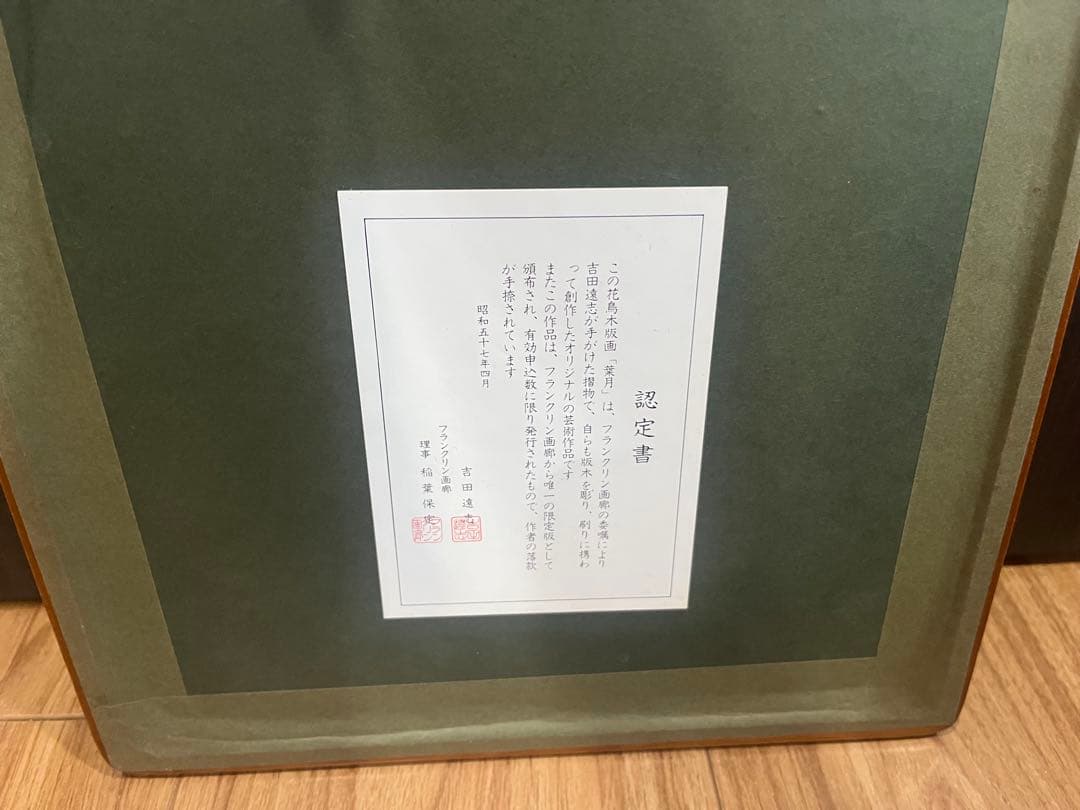 認定書
この花鳥木版画「葉月」は、フランクリン画廊の委嘱により
吉田遠志が手がけた摺物で、自らも版木を彫り、刷りに携わ
って創作したオリジナルの芸術作品です
またこの作品は、フランクリン画廊から唯一の限定版として
頒布され、有効申込数に限り発行されたもので、作者の落款
が手捺されています
昭和五十七年四月
吉田遠志
フランクリン画廊
理事 稲葉保定